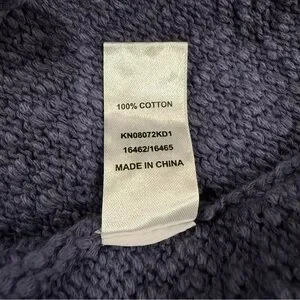 100% COTTON
KN08072KD1
16462/16465
MADE IN CHINA